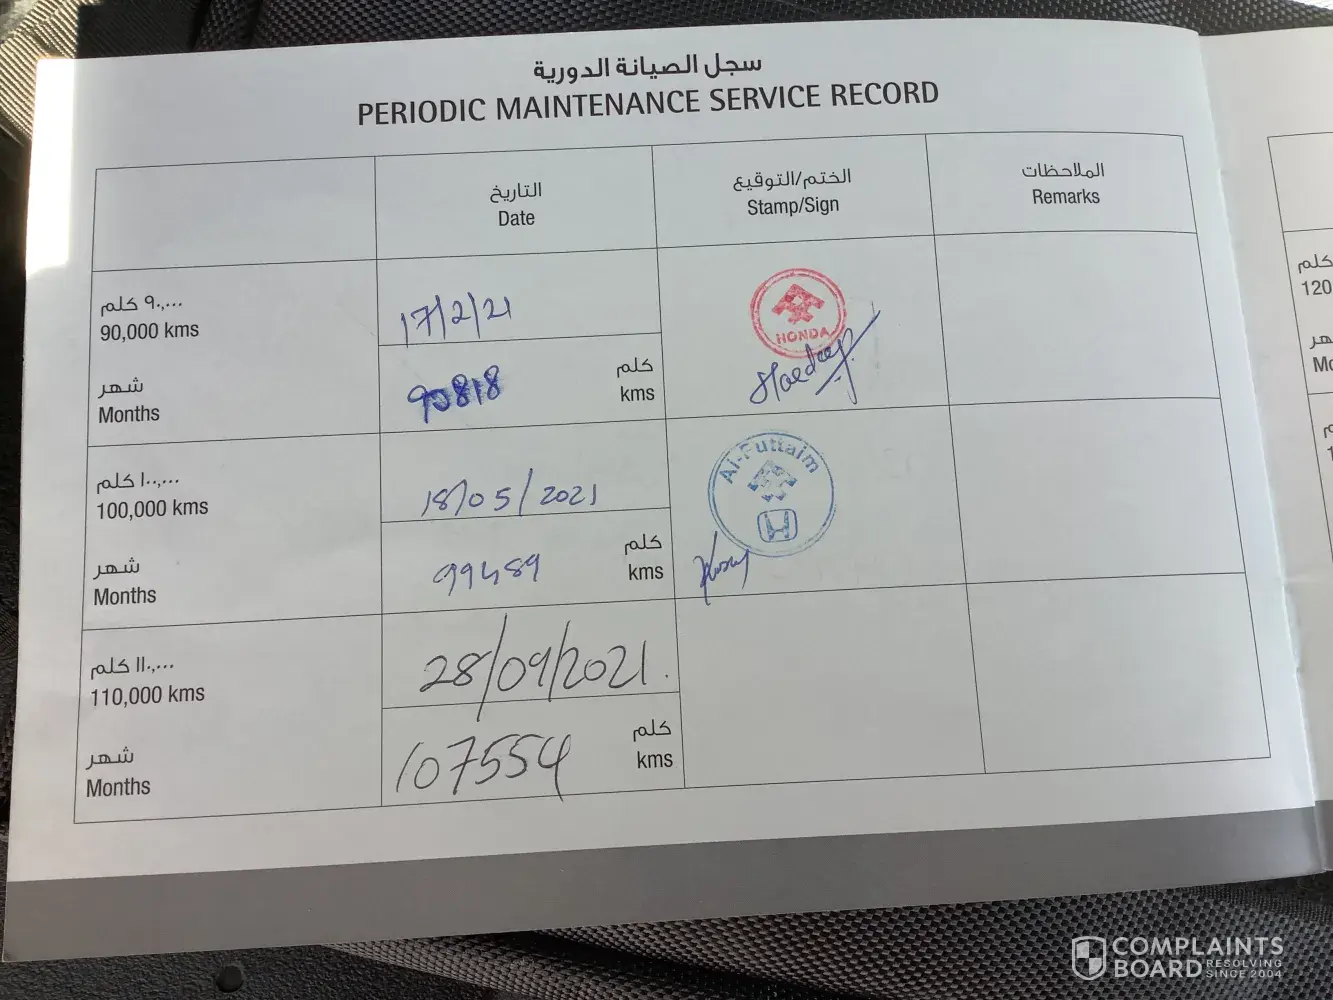 سجل الصيانة الدورية
PERIODIC MAINTENANCE SERVICE RECORD
التاريخ
Date
الختم/التوقيع
Stamp/Sign
الملاحظات
Remarks
٩٠,٠٠٠ كلم
90,000 kms
شهر
Months
17/2/21
90818
كلم
kms
HONDA
١٠٠,٠٠٠ كلم
100,000 kms
شهر
Months
18/05/2021
99489
كلم
kms
Al-Futtaim
١١٠,٠٠٠ كلم
110,000 kms
شهر
Months
28/09/2021.
107554
كلم
kms
كلم
120
COMPLAINTS
BOARD RESOLVING
SINCE 2004